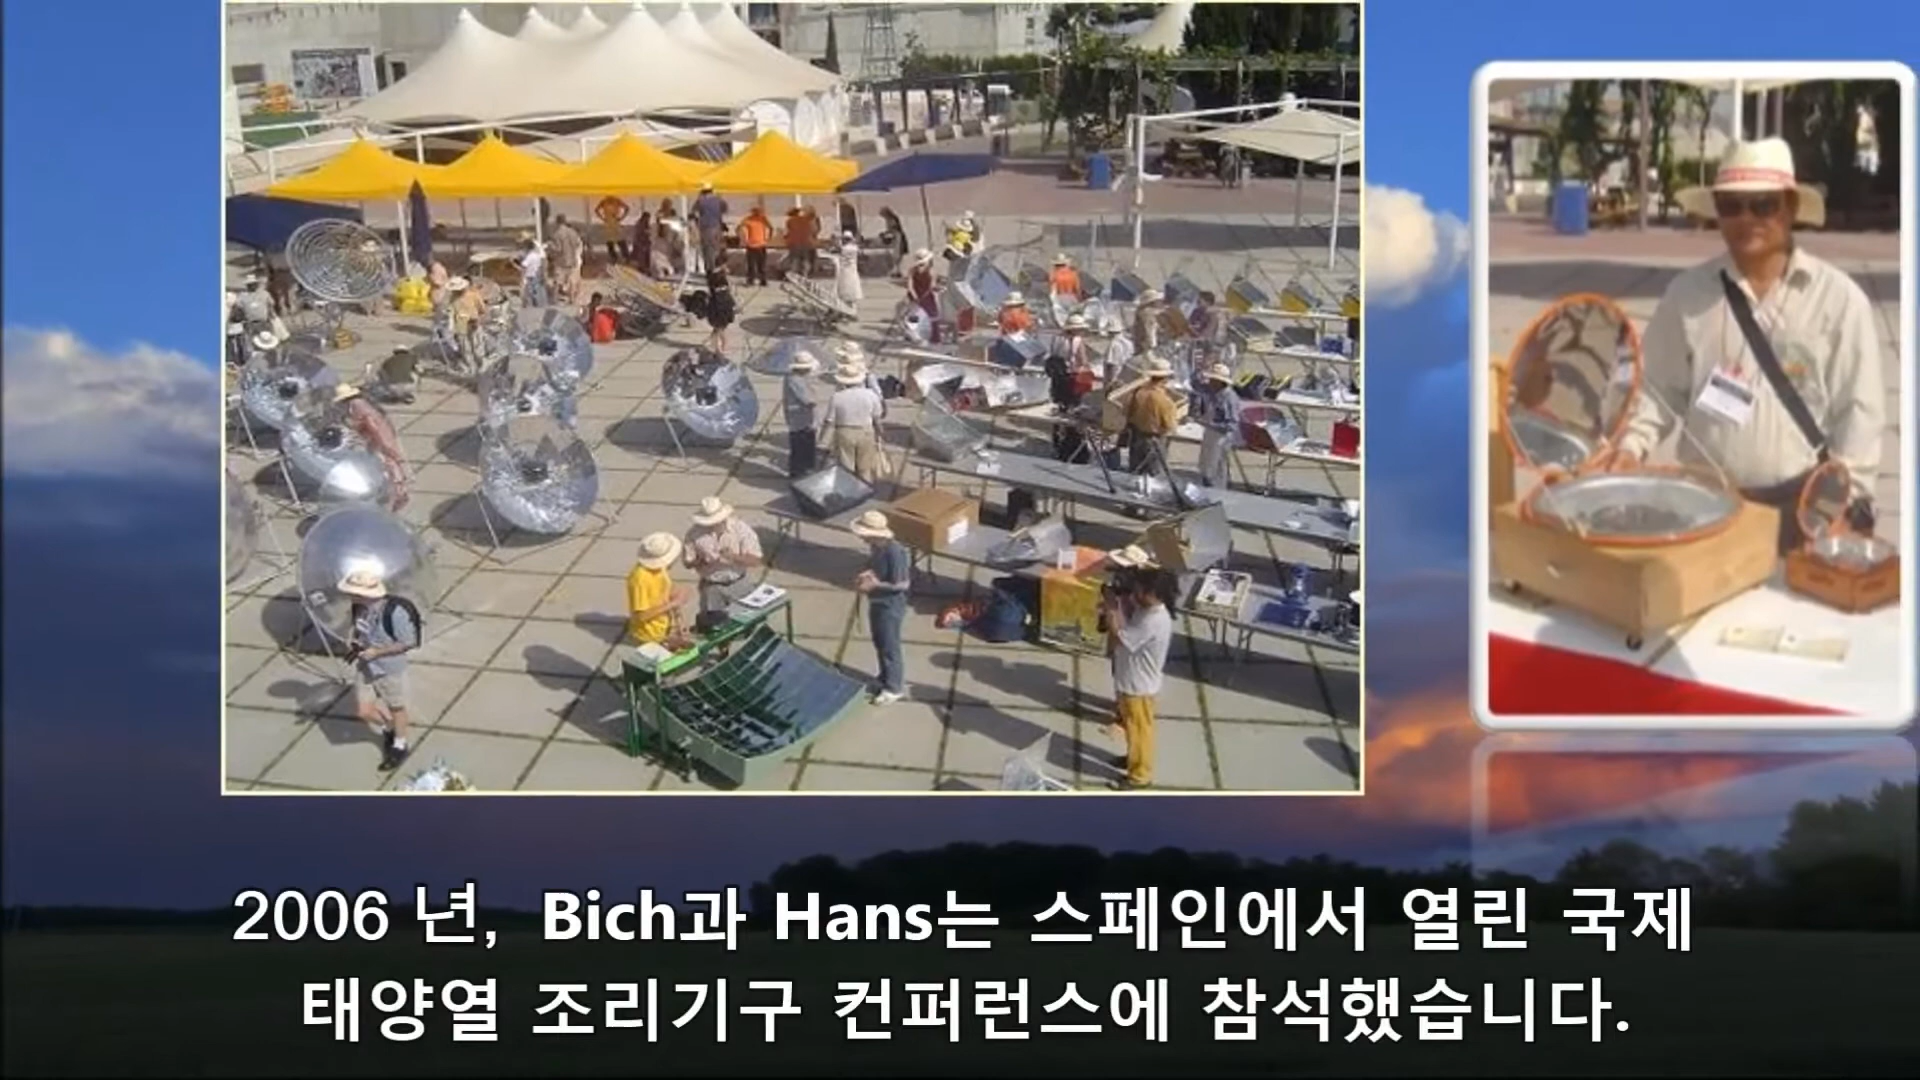 2006 년, Bich과 Hans는 스페인에서 열린 국제
태양열 조리기구 컨퍼런스에 참석했습니다.